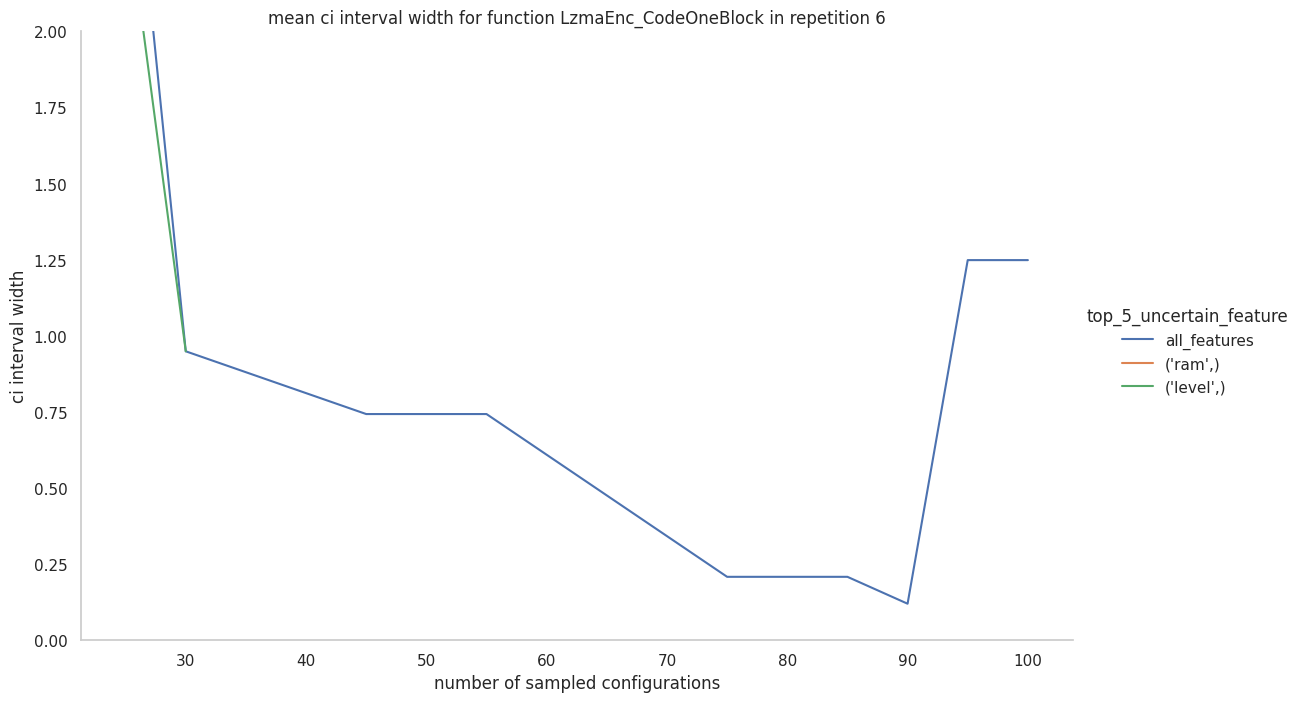 mean ci interval width for function LzmaEnc_CodeOneBlock in repetition 6
2.00
1.75
1.50
1.25
1.00
0.75
0.50
0.25
0.00
ci interval width
30 40 50 60 70 80 90 100
number of sampled configurations
top_5_uncertain_feature
all_features
('ram',)
('level',)